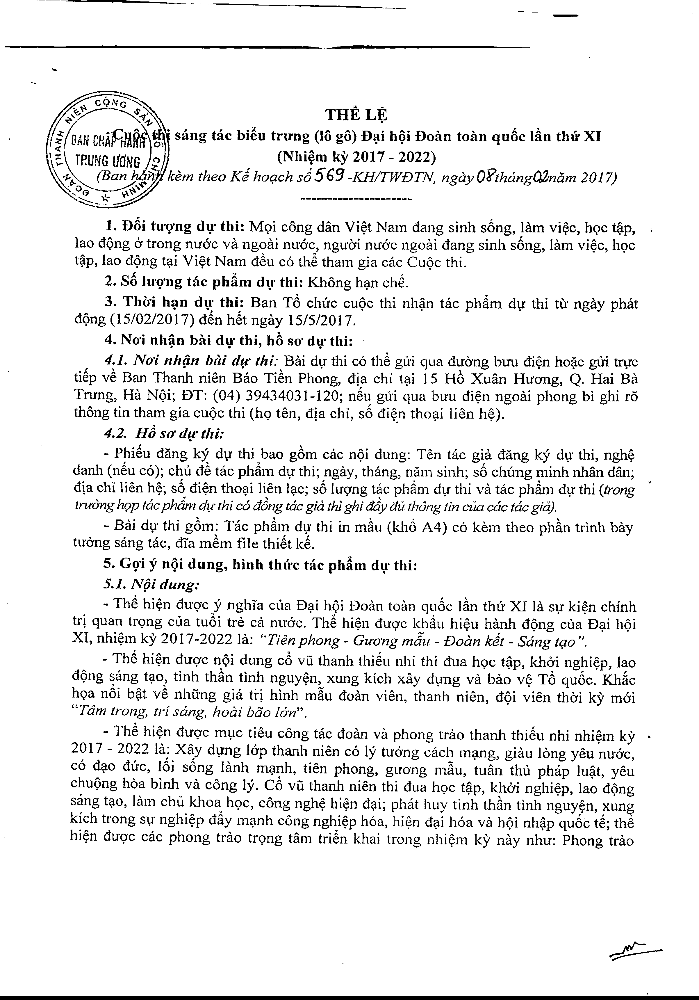 THỂ LỆ
Cuộc thi sáng tác biểu trưng (lô gô) Đại hội Đoàn toàn quốc lần thứ XI
(Nhiệm kỳ 2017 - 2022)
(Ban hành kèm theo Kế hoạch số 569 -KH/TWĐTN, ngày 08 tháng 02 năm 2017)
ĐOÀN THANH NIÊN CỘNG SẢN HỒ CHÍ MINH
BAN CHẤP HÀNH
TRUNG ƯƠNG
1. Đối tượng dự thi: Mọi công dân Việt Nam đang sinh sống, làm việc, học tập,
lao động ở trong nước và ngoài nước, người nước ngoài đang sinh sống, làm việc, học
tập, lao động tại Việt Nam đều có thể tham gia các Cuộc thi.
2. Số lượng tác phẩm dự thi: Không hạn chế.
3. Thời hạn dự thi: Ban Tổ chức cuộc thi nhận tác phẩm dự thi từ ngày phát
động (15/02/2017) đến hết ngày 15/5/2017.
4. Nơi nhận bài dự thi, hồ sơ dự thi:
4.1. Nơi nhận bài dự thi: Bài dự thi có thể gửi qua đường bưu điện hoặc gửi trực
tiếp về Ban Thanh niên Báo Tiền Phong, địa chỉ tại 15 Hồ Xuân Hương, Q. Hai Bà
Trưng, Hà Nội; ĐT: (04) 39434031-120; nếu gửi qua bưu điện ngoài phong bì ghi rõ
thông tin tham gia cuộc thi (họ tên, địa chỉ, số điện thoại liên hệ).
4.2. Hồ sơ dự thi:
- Phiếu đăng ký dự thi bao gồm các nội dung: Tên tác giả đăng ký dự thi, nghệ
danh (nếu có); chủ đề tác phẩm dự thi; ngày, tháng, năm sinh; số chứng minh nhân dân;
địa chỉ liên hệ; số điện thoại liên lạc; số lượng tác phẩm dự thi và tác phẩm dự thi (trong
trường hợp tác phẩm dự thi có đồng tác giả thì ghi đầy đủ thông tin của các tác giả).
- Bài dự thi gồm: Tác phẩm dự thi in mầu (khổ A4) có kèm theo phần trình bày
tưởng sáng tác, đĩa mềm file thiết kế.
5. Gợi ý nội dung, hình thức tác phẩm dự thi:
5.1. Nội dung:
- Thể hiện được ý nghĩa của Đại hội Đoàn toàn quốc lần thứ XI là sự kiện chính
trị quan trọng của tuổi trẻ cả nước. Thể hiện được khẩu hiệu hành động của Đại hội
XI, nhiệm kỳ 2017-2022 là: “Tiên phong - Gương mẫu - Đoàn kết - Sáng tạo”.
- Thể hiện được nội dung cổ vũ thanh thiếu nhi thi đua học tập, khởi nghiệp, lao
động sáng tạo, tinh thần tình nguyện, xung kích xây dựng và bảo vệ Tổ quốc. Khắc
họa nổi bật về những giá trị hình mẫu đoàn viên, thanh niên, đội viên thời kỳ mới
“Tâm trong, trí sáng, hoài bão lớn”.
- Thể hiện được mục tiêu công tác đoàn và phong trào thanh thiếu nhi nhiệm kỳ
2017 - 2022 là: Xây dựng lớp thanh niên có lý tưởng cách mạng, giàu lòng yêu nước,
có đạo đức, lối sống lành mạnh, tiên phong, gương mẫu, tuân thủ pháp luật, yêu
chuộng hòa bình và công lý. Cổ vũ thanh niên thi đua học tập, khởi nghiệp, lao động
sáng tạo, làm chủ khoa học, công nghệ hiện đại; phát huy tinh thần tình nguyện, xung
kích trong sự nghiệp đẩy mạnh công nghiệp hóa, hiện đại hóa và hội nhập quốc tế; thể
hiện được các phong trào trọng tâm triển khai trong nhiệm kỳ này như: Phong trào